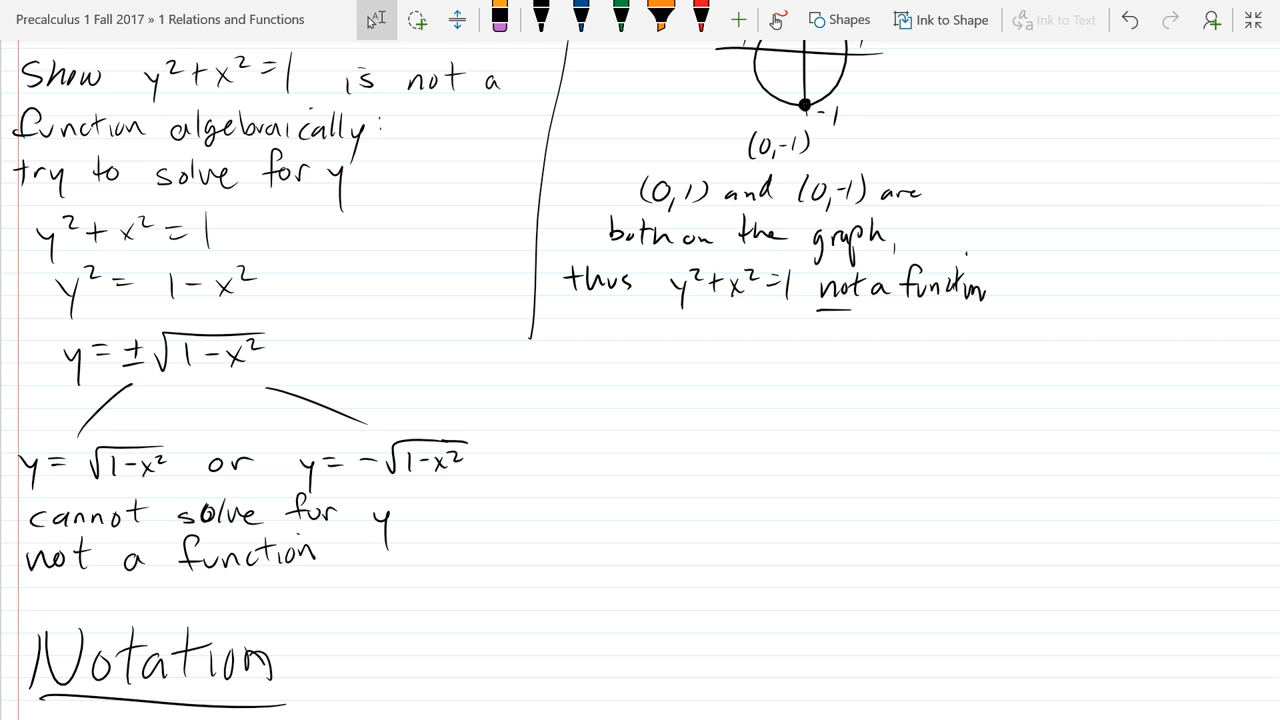 Precalculus 1 Fall 2017 » 1 Relations and Functions
Shapes
Ink to Shape
Ink to Text
Show y²+x²=1 is not a
function algebraically:
try to solve for y
y²+x²=1
y²= 1-x²
y=±√(1-x²)
y= √(1-x²) or y= -√(1-x²)
cannot solve for y
not a function
Notation
-1
(0,-1)
(0,1) and (0,-1) are
both on the graph,
thus y²+x²=1 not a function